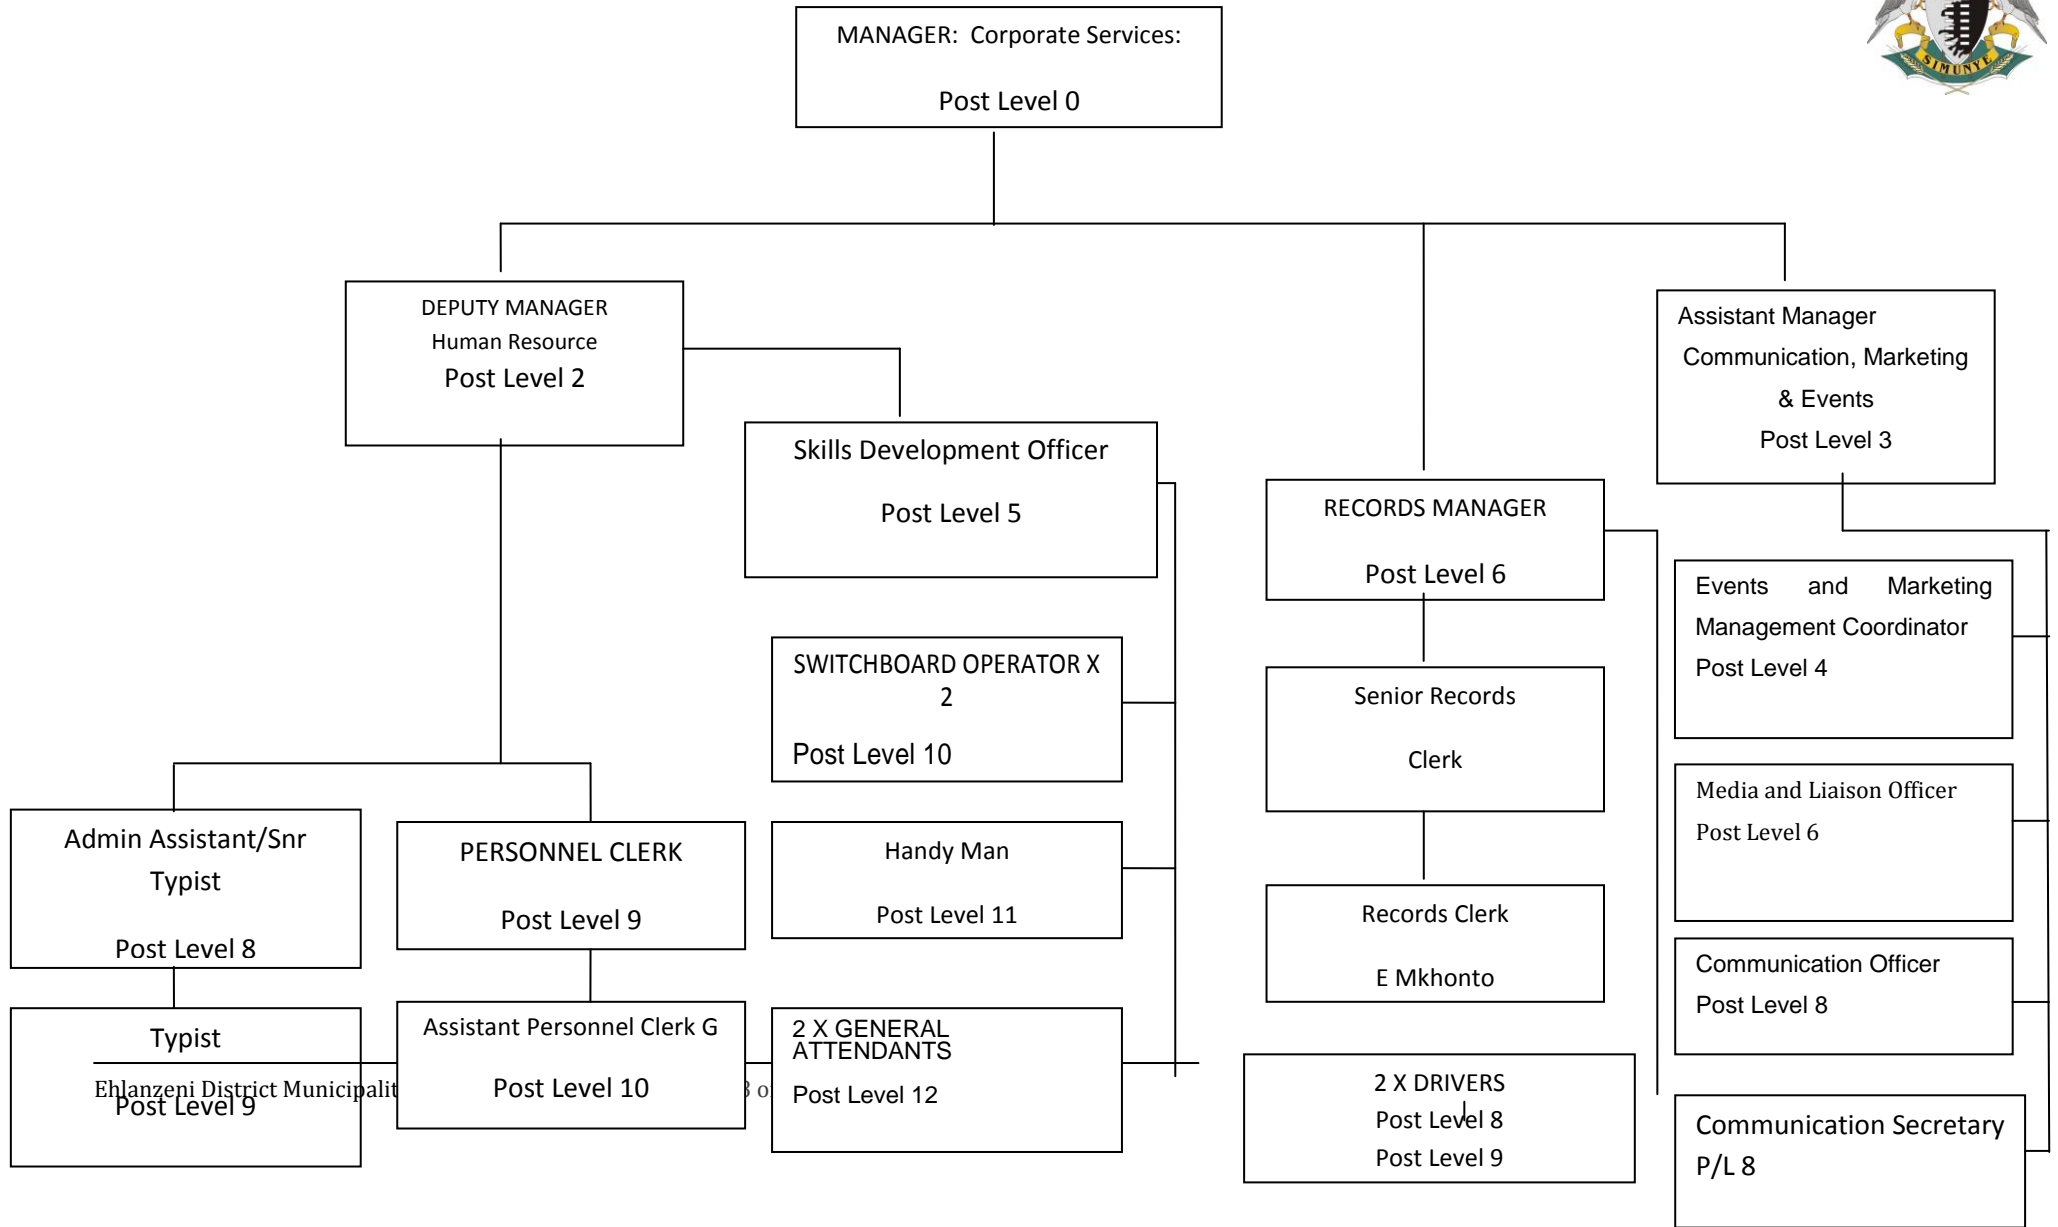 MANAGER: Corporate Services:
Post Level 0
SIMUNYE
DEPUTY MANAGER
Human Resource
Post Level 2
Skills Development Officer
Post Level 5
SWITCHBOARD OPERATOR X
2
Post Level 10
Handy Man
Post Level 11
2 X GENERAL
ATTENDANTS
Post Level 12
Admin Assistant/Snr
Typist
Post Level 8
Typist
Post Level 9
PERSONNEL CLERK
Post Level 9
Assistant Personnel Clerk G
Post Level 10
RECORDS MANAGER
Post Level 6
Senior Records
Clerk
Records Clerk
E Mkhonto
2 X DRIVERS
Post Level 8
Post Level 9
Assistant Manager
Communication, Marketing
& Events
Post Level 3
Events and Marketing
Management Coordinator
Post Level 4
Media and Liaison Officer
Post Level 6
Communication Officer
Post Level 8
Communication Secretary
P/L 8
Ehlanzeni District Municipalit